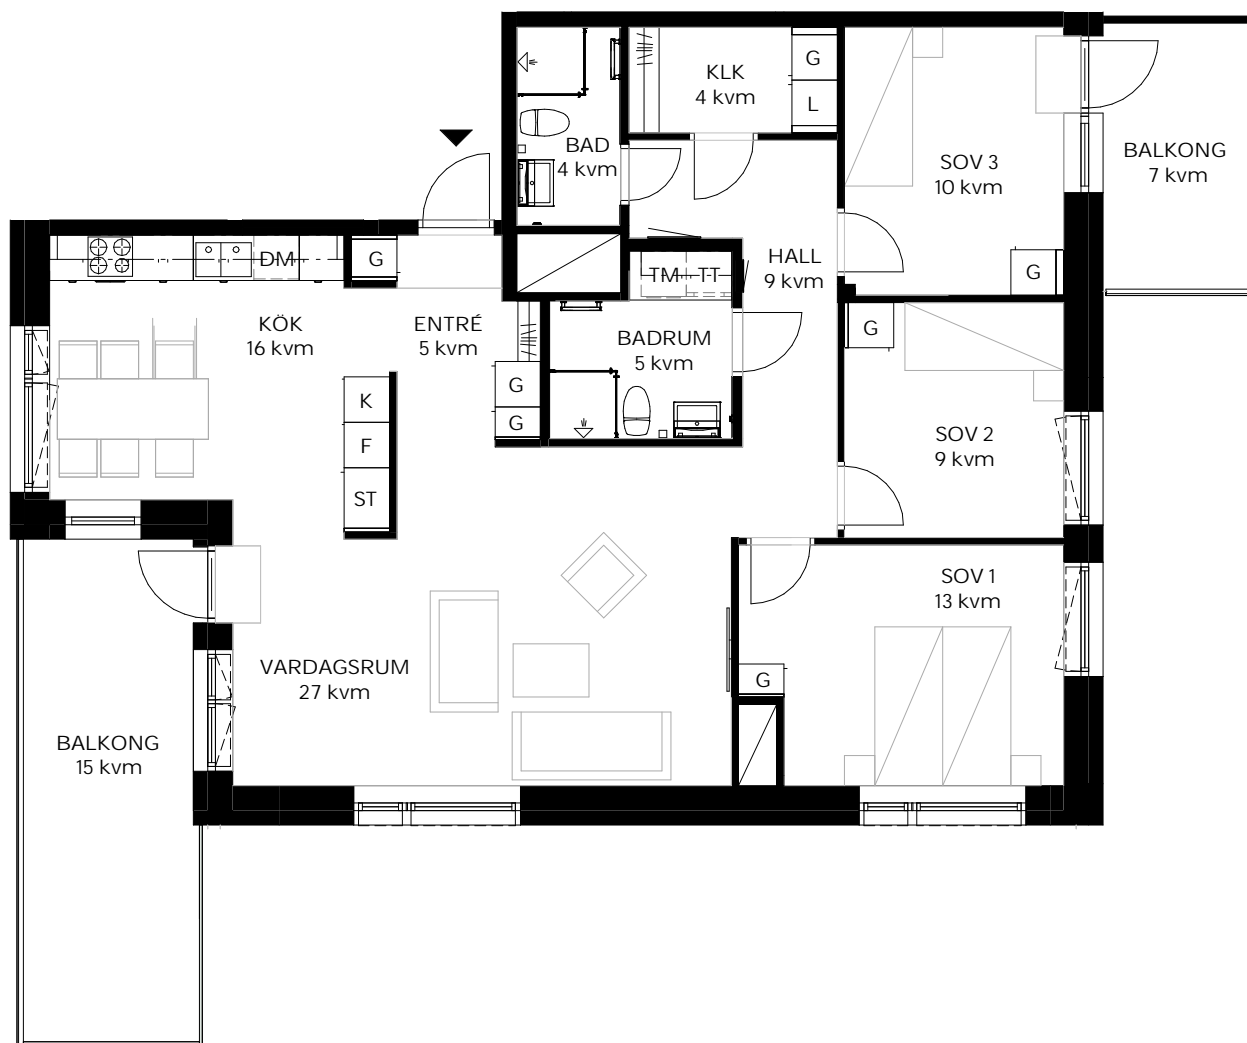 KLK
4 kvm
G
L
BAD
4 kvm
SOV 3
10 kvm
BALKONG
7 kvm
DM
G
TM
TT
HALL
9 kvm
G
KÖK
16 kvm
ENTRÉ
5 kvm
BADRUM
5 kvm
G
G
G
K
F
ST
SOV 2
9 kvm
SOV 1
13 kvm
VARDAGSRUM
27 kvm
G
BALKONG
15 kvm